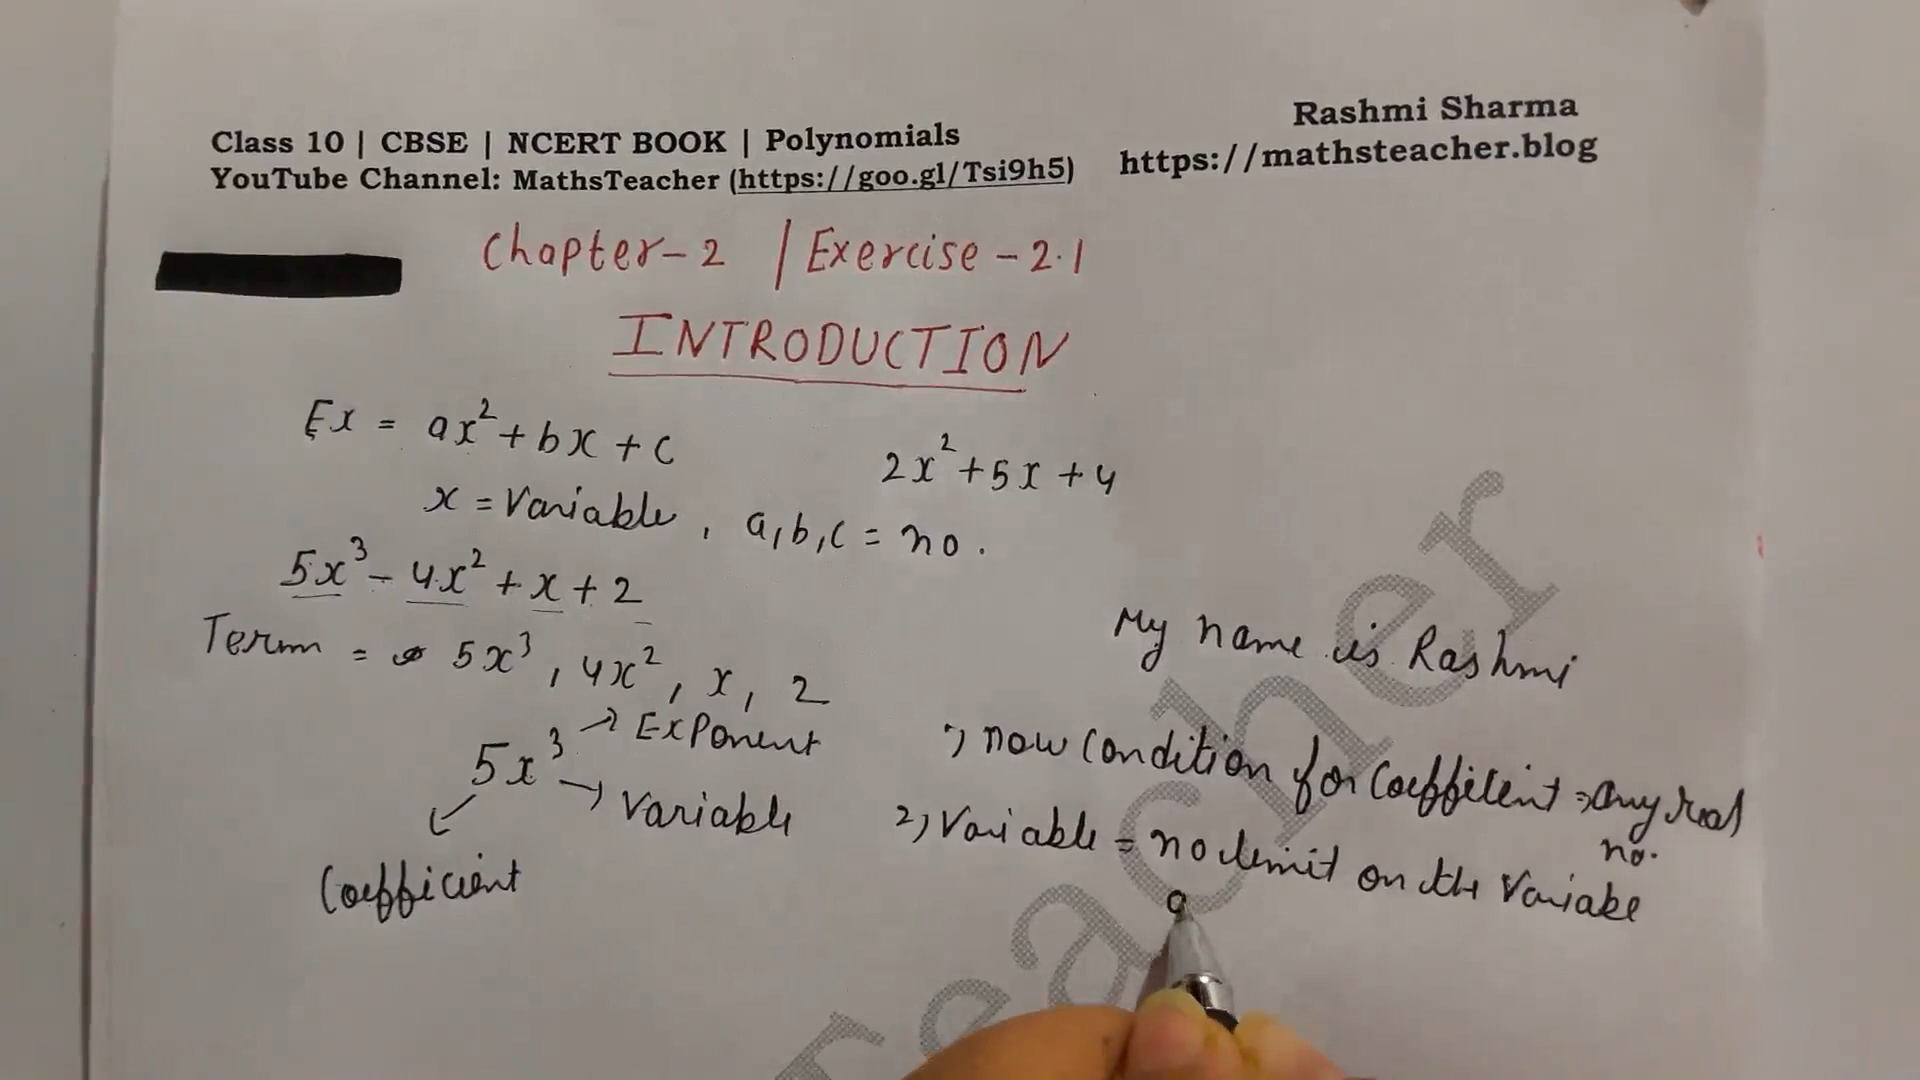 Class 10 | CBSE | NCERT BOOK | Polynomials
YouTube Channel: MathsTeacher (https://goo.gl/Tsi9h5)
Rashmi Sharma
https://mathsteacher.blog
Chapter-2 | Exercise-2.1
INTRODUCTION
Ex = ax² + bx + c
2x² + 5x + 4
x = Variable, a, b, c = no.
5x³ - 4x² + x + 2
Term = 5x³, 4x², x, 2
My name is Rashmi
5x³ → Exponent
→ Variable
Coefficient
1) now condition for coefficient → any real no.
2) Variable = no limit on the Variable
a
eacher